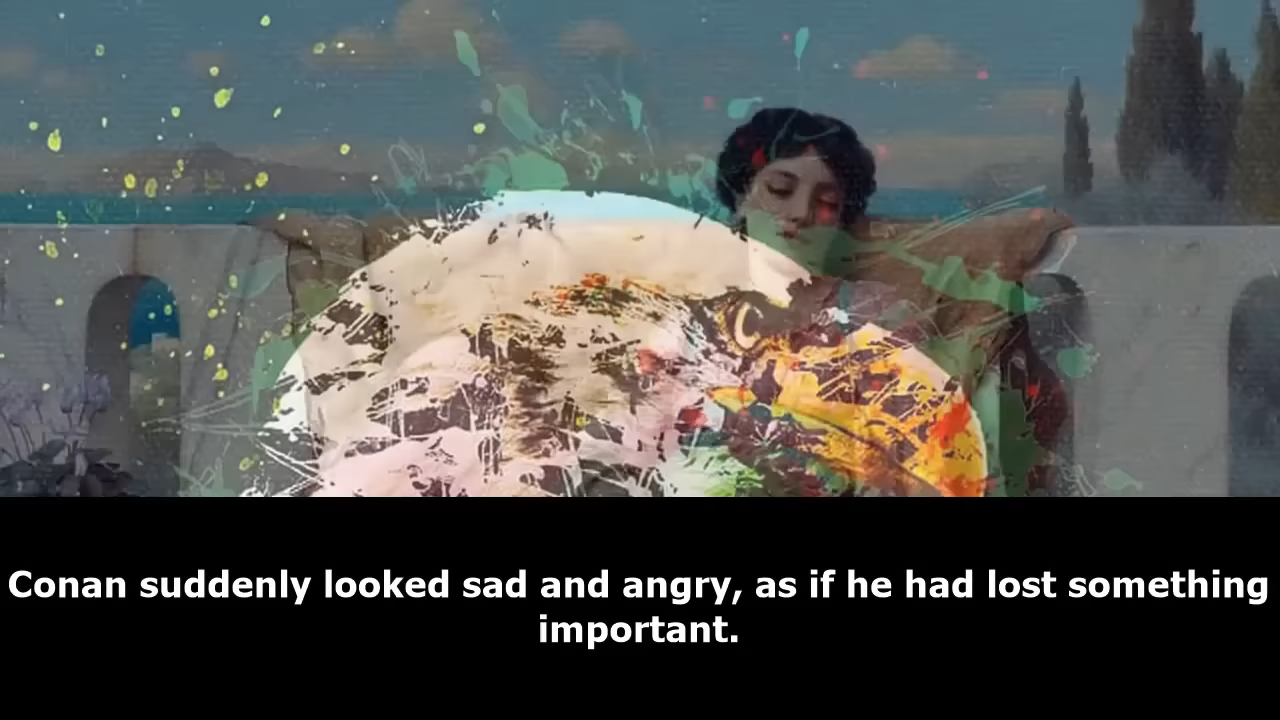 Conan suddenly looked sad and angry, as if he had lost something
important.